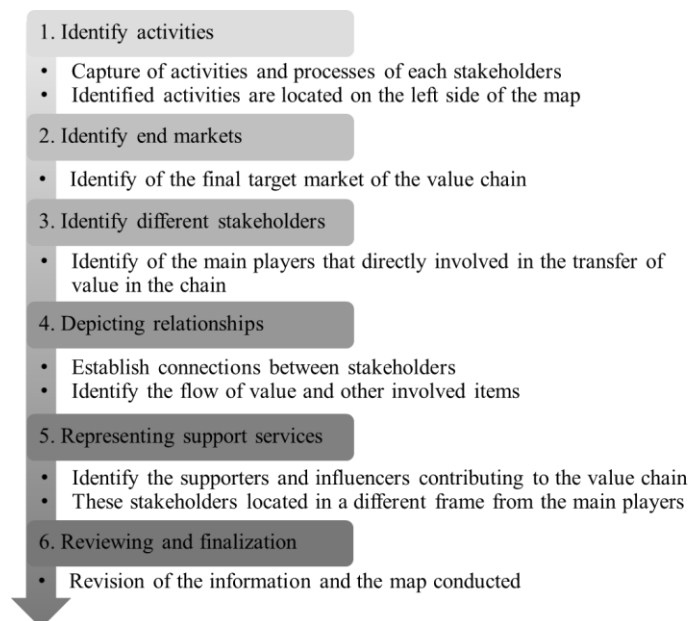 1. Identify activities
• Capture of activities and processes of each stakeholders
• Identified activities are located on the left side of the map
2. Identify end markets
• Identify of the final target market of the value chain
3. Identify different stakeholders
• Identify of the main players that directly involved in the transfer of
value in the chain
4. Depicting relationships
• Establish connections between stakeholders
• Identify the flow of value and other involved items
5. Representing support services
• Identify the supporters and influencers contributing to the value chain
• These stakeholders located in a different frame from the main players
6. Reviewing and finalization
• Revision of the information and the map conducted